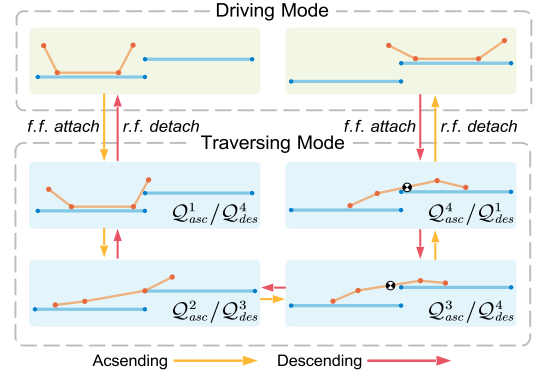 Driving Mode
f.f. attach r.f. detach f.f. attach r.f. detach
Traversing Mode
𝒬¹asc/𝒬⁴des 𝒬⁴asc/𝒬¹des
𝒬²asc/𝒬³des 𝒬³asc/𝒬⁴des
Acsending Descending